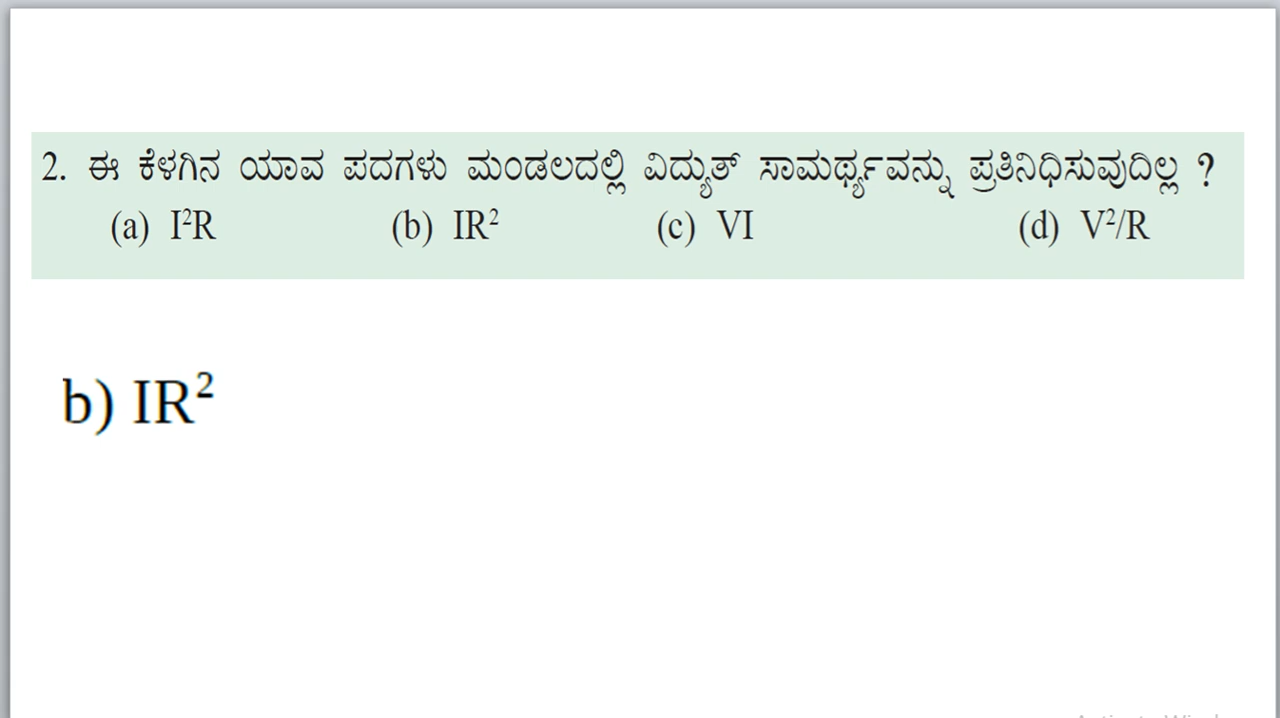 2. ಈ ಕೆಳಗಿನ ಯಾವ ಪದಗಳು ಮಂಡಲದಲ್ಲಿ ವಿದ್ಯುತ್ ಸಾಮರ್ಥ್ಯವನ್ನು ಪ್ರತಿನಿಧಿಸುವುದಿಲ್ಲ ?
(a) I²R (b) IR² (c) VI (d) V²/R
b) IR²